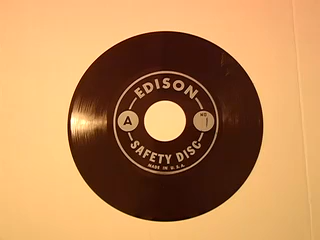 EDISON
A
NO
1
SAFETY DISC
MADE IN U.S.A.